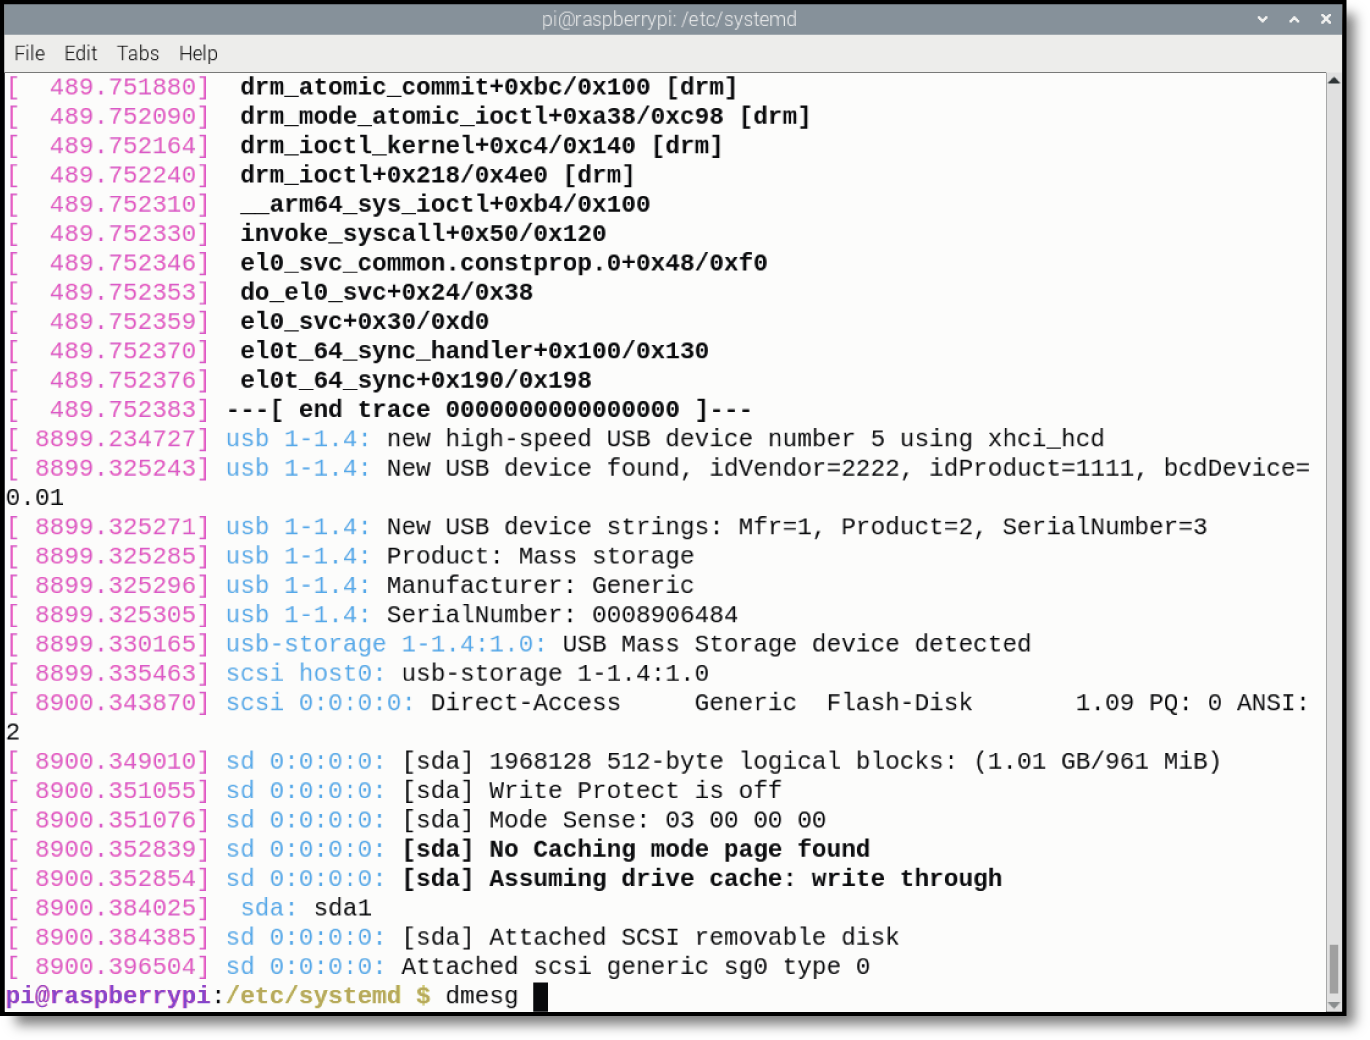 pi@raspberrypi: /etc/systemd
File Edit Tabs Help
[  489.751880]  drm_atomic_commit+0xbc/0x100 [drm]
[  489.752090]  drm_mode_atomic_ioctl+0xa38/0xc98 [drm]
[  489.752164]  drm_ioctl_kernel+0xc4/0x140 [drm]
[  489.752240]  drm_ioctl+0x218/0x4e0 [drm]
[  489.752310]  __arm64_sys_ioctl+0xb4/0x100
[  489.752330]  invoke_syscall+0x50/0x120
[  489.752346]  el0_svc_common.constprop.0+0x48/0xf0
[  489.752353]  do_el0_svc+0x24/0x38
[  489.752359]  el0_svc+0x30/0xd0
[  489.752370]  el0t_64_sync_handler+0x100/0x130
[  489.752376]  el0t_64_sync+0x190/0x198
[  489.752383] ---[ end trace 0000000000000000 ]---
[ 8899.234727] usb 1-1.4: new high-speed USB device number 5 using xhci_hcd
[ 8899.325243] usb 1-1.4: New USB device found, idVendor=2222, idProduct=1111, bcdDevice=
0.01
[ 8899.325271] usb 1-1.4: New USB device strings: Mfr=1, Product=2, SerialNumber=3
[ 8899.325285] usb 1-1.4: Product: Mass storage
[ 8899.325296] usb 1-1.4: Manufacturer: Generic
[ 8899.325305] usb 1-1.4: SerialNumber: 0008906484
[ 8899.330165] usb-storage 1-1.4:1.0: USB Mass Storage device detected
[ 8899.335463] scsi host0: usb-storage 1-1.4:1.0
[ 8900.343870] scsi 0:0:0:0: Direct-Access     Generic  Flash-Disk       1.09 PQ: 0 ANSI:
2
[ 8900.349010] sd 0:0:0:0: [sda] 1968128 512-byte logical blocks: (1.01 GB/961 MiB)
[ 8900.351055] sd 0:0:0:0: [sda] Write Protect is off
[ 8900.351076] sd 0:0:0:0: [sda] Mode Sense: 03 00 00 00
[ 8900.352839] sd 0:0:0:0: [sda] No Caching mode page found
[ 8900.352854] sd 0:0:0:0: [sda] Assuming drive cache: write through
[ 8900.384025]  sda: sda1
[ 8900.384385] sd 0:0:0:0: [sda] Attached SCSI removable disk
[ 8900.396504] sd 0:0:0:0: Attached scsi generic sg0 type 0
pi@raspberrypi:/etc/systemd $ dmesg